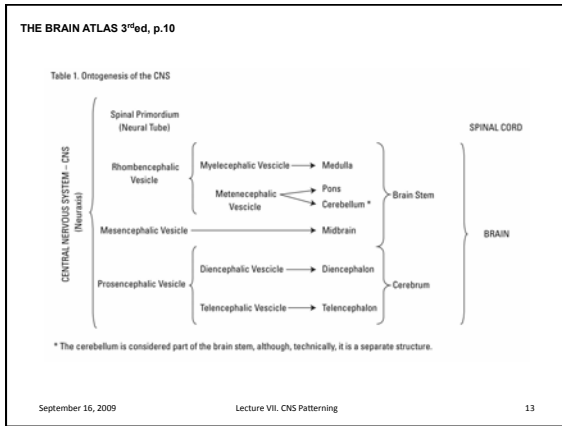 THE BRAIN ATLAS 3rded, p.10
Table 1. Ontogenesis of the CNS
CENTRAL NERVOUS SYSTEM – CNS
(Neuraxis)
Spinal Primordium
(Neural Tube)
SPINAL CORD
Rhombencephalic
Vesicle
Myelecephalic Vescicle
Medulla
Metenecephalic
Vescicle
Pons
Cerebellum *
Brain Stem
Mesencephalic Vesicle
Midbrain
BRAIN
Prosencephalic Vesicle
Diencephalic Vescicle
Diencephalon
Cerebrum
Telencephalic Vescicle
Telencephalon
* The cerebellum is considered part of the brain stem, although, technically, it is a separate structure.
September 16, 2009 Lecture VII. CNS Patterning 13